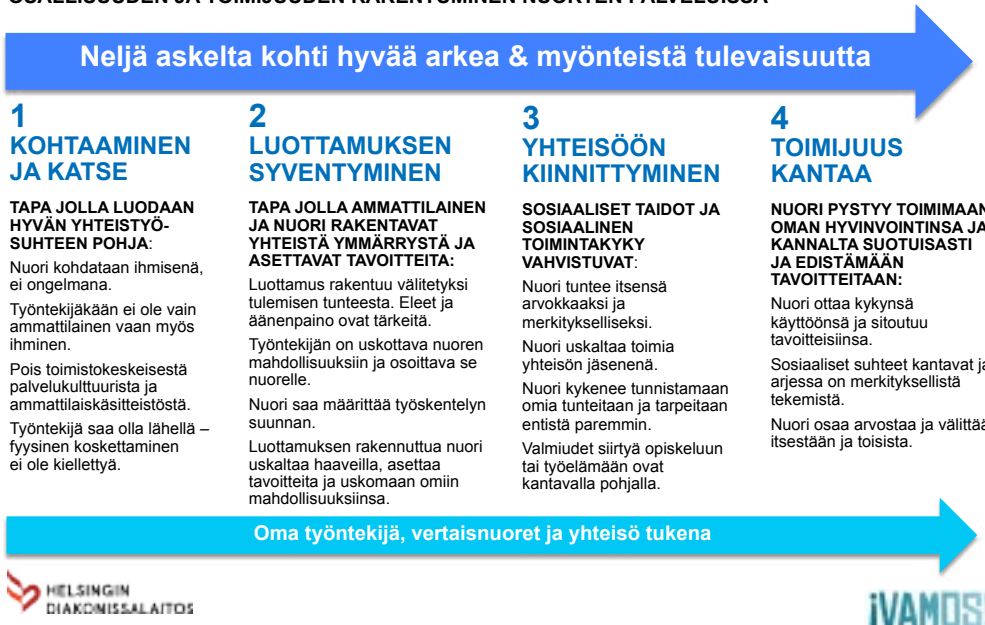 OSALLISUUDEN JA TOIMIJUUDEN RAKENTUMINEN NUORTEN PALVELUISSA
Neljä askelta kohti hyvää arkea & myönteistä tulevaisuutta
1
KOHTAAMINEN
JA KATSE
TAPA JOLLA LUODAAN
HYVÄN YHTEISTYÖ-
SUHTEEN POHJA:
Nuori kohdataan ihmisenä,
ei ongelmana.
Työntekijäkään ei ole vain
ammattilainen vaan myös
ihminen.
Pois toimistokeskeisestä
palvelukulttuurista ja
ammattilaiskäsitteistöstä.
Työntekijä saa olla lähellä –
fyysinen koskettaminen
ei ole kiellettyä.
2
LUOTTAMUKSEN
SYVENTYMINEN
TAPA JOLLA AMMATTILAINEN
JA NUORI RAKENTAVAT
YHTEISTÄ YMMÄRRYSTÄ JA
ASETTAVAT TAVOITTEITA:
Luottamus rakentuu välitetyksi
tulemisen tunteesta. Eleet ja
äänenpaino ovat tärkeitä.
Työntekijän on uskottava nuoren
mahdollisuuksiin ja osoittava se
nuorelle.
Nuori saa määrittää työskentelyn
suunnan.
Luottamuksen rakennuttua nuori
uskaltaa haaveilla, asettaa
tavoitteita ja uskomaan omiin
mahdollisuuksiinsa.
3
YHTEISÖÖN
KIINNITTYMINEN
SOSIAALISET TAIDOT JA
SOSIAALINEN
TOIMINTAKYKY
VAHVISTUVAT:
Nuori tuntee itsensä
arvokkaaksi ja
merkitykselliseksi.
Nuori uskaltaa toimia
yhteisön jäsenenä.
Nuori kykenee tunnistamaan
omia tunteitaan ja tarpeitaan
entistä paremmin.
Valmiudet siirtyä opiskeluun
tai työelämään ovat
kantavalla pohjalla.
4
TOIMIJUUS
KANTAA
NUORI PYSTYY TOIMIMAAN
OMAN HYVINVOINTINSA JA
KANNALTA SUOTUISASTI
JA EDISTÄMÄÄN
TAVOITTEITAAN:
Nuori ottaa kykynsä
käyttöönsä ja sitoutuu
tavoitteisiinsa.
Sosiaaliset suhteet kantavat ja
arjessa on merkityksellistä
tekemistä.
Nuori osaa arvostaa ja välittää
itsestään ja toisista.
Oma työntekijä, vertaisnuoret ja yhteisö tukena
HELSINGIN
DIAKONISSALAITOS
¡VAMOS!